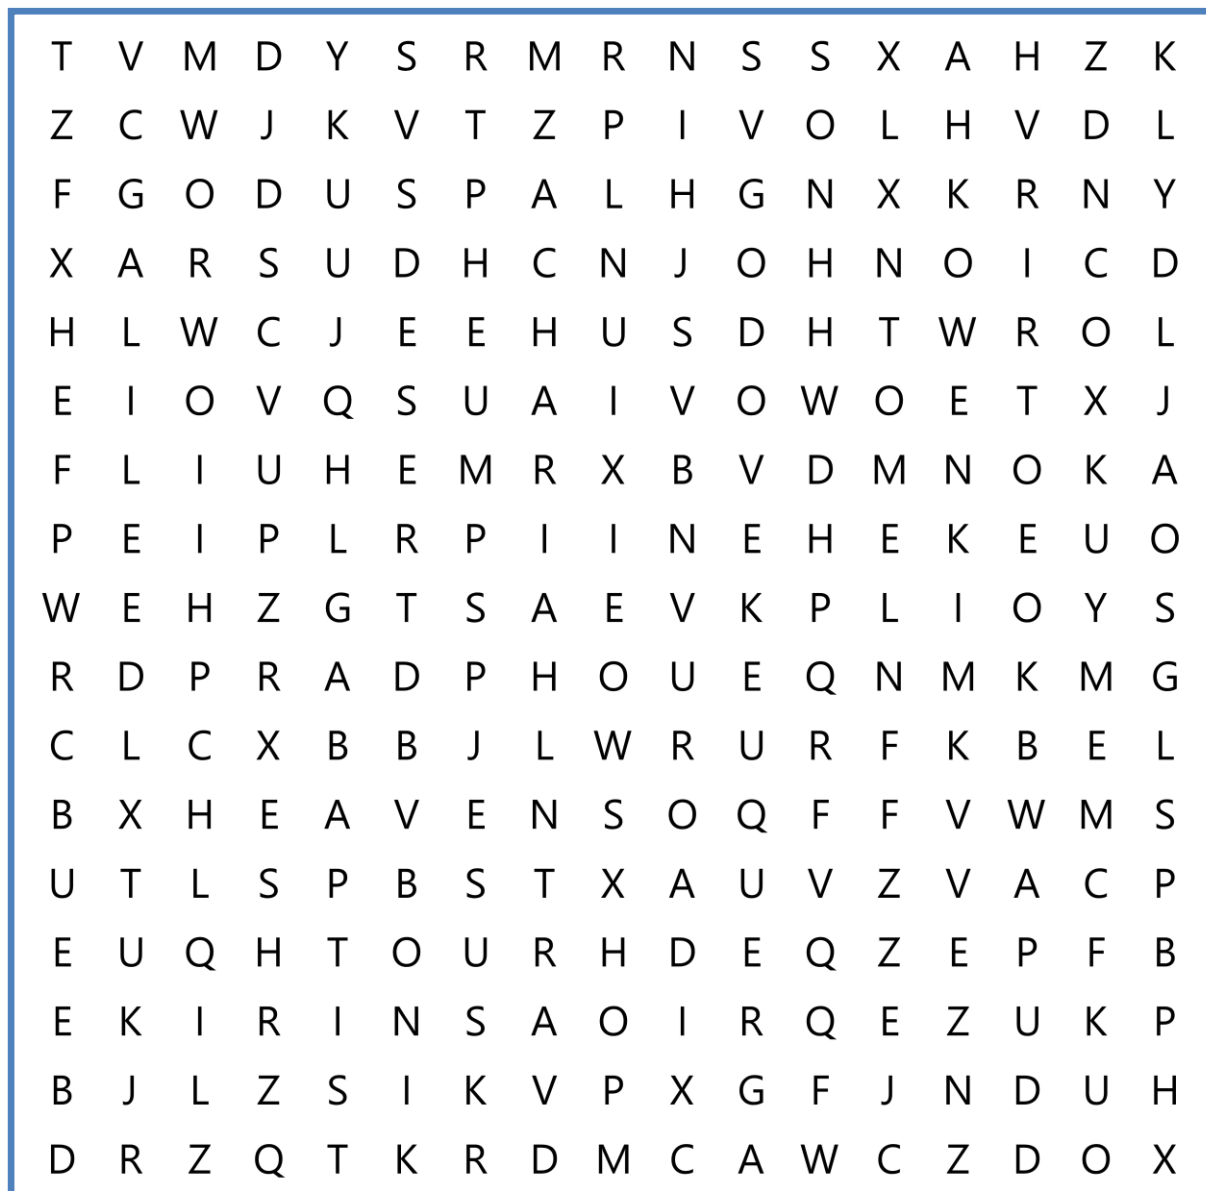 T V M D Y S R M R N S S X A H Z K
Z C W J K V T Z P I V O L H V D L
F G O D U S P A L H G N X K R N Y
X A R S U D H C N J O H N O I C D
H L W C J E E H U S D H T W R O L
E I O V Q S U A I V O W O E T X J
F L I U H E M R X B V D M N O K A
P E I P L R P I I N E H E K E U O
W E H Z G T S A E V K P L I O Y S
R D P R A D P H O U E Q N M K M G
C L C X B B J L W R U R F K B E L
B X H E A V E N S O Q F F V W M S
U T L S P B S T X A U V Z V A C P
E U Q H T O U R H D E Q Z E P F B
E K I R I N S A O I R Q E Z U K P
B J L Z S I K V P X G F J N D U H
D R Z Q T K R D M C A W C Z D O X